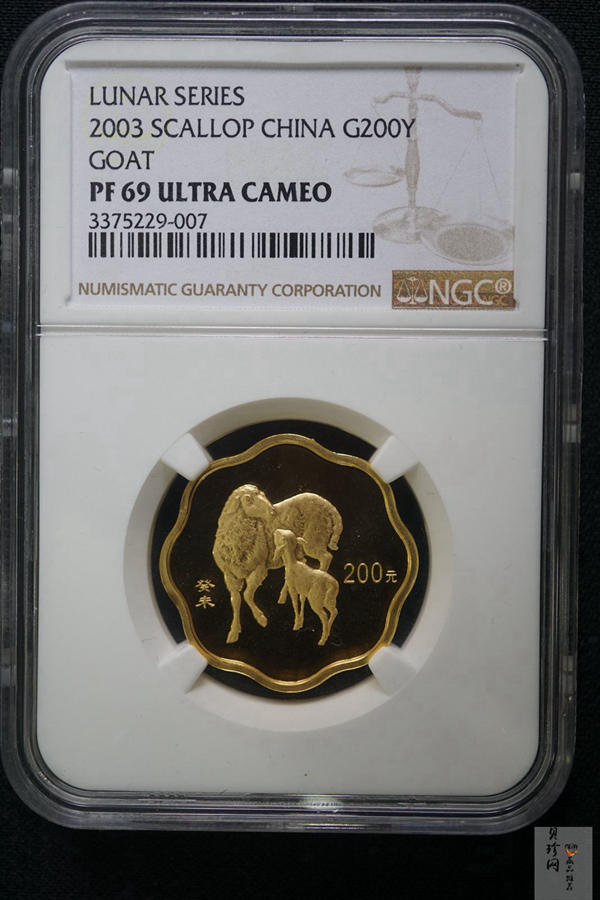 LUNAR SERIES
2003 SCALLOP CHINA G200Y
GOAT
PF 69 ULTRA CAMEO
3375229-007
NUMISMATIC GUARANTY CORPORATION
NGC®
200元
癸未
贝珍网